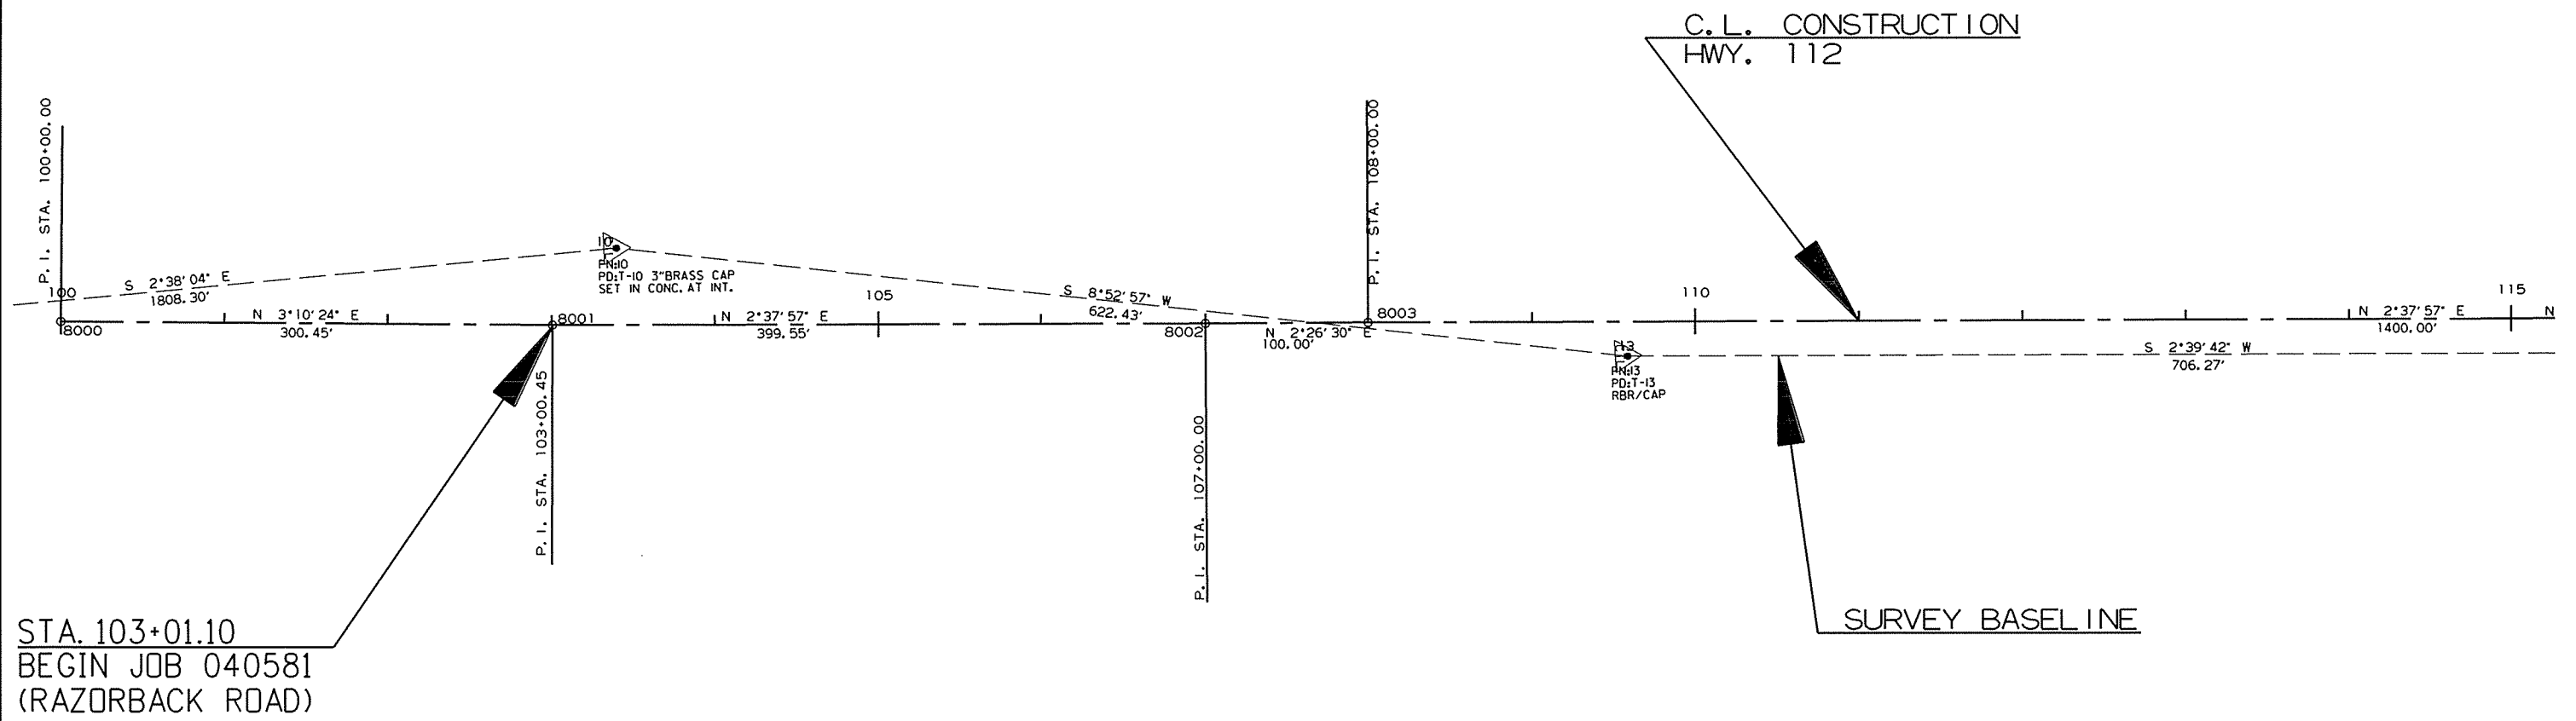 C.L. CONSTRUCTION
HWY. 112
P.I. STA. 100+00.00
P.I. STA. 108+00.00
10
PN:10
PD:T-10 3"BRASS CAP
SET IN CONC. AT INT.
S 2°38'04" E
1808.30'
100
105
S 8°52'57" W
622.43'
110
115
8000
N 3°10'24" E
300.45'
8001
N 2°37'57" E
399.55'
8002
N 2°26'30" E
100.00'
8003
N 2°37'57" E
1400.00'
N
13
PN:13
PD:T-13
RBR/CAP
S 2°39'42" W
706.27'
P.I. STA. 103+00.45
P.I. STA. 107+00.00
STA. 103+01.10
BEGIN JOB 040581
(RAZORBACK ROAD)
SURVEY BASELINE